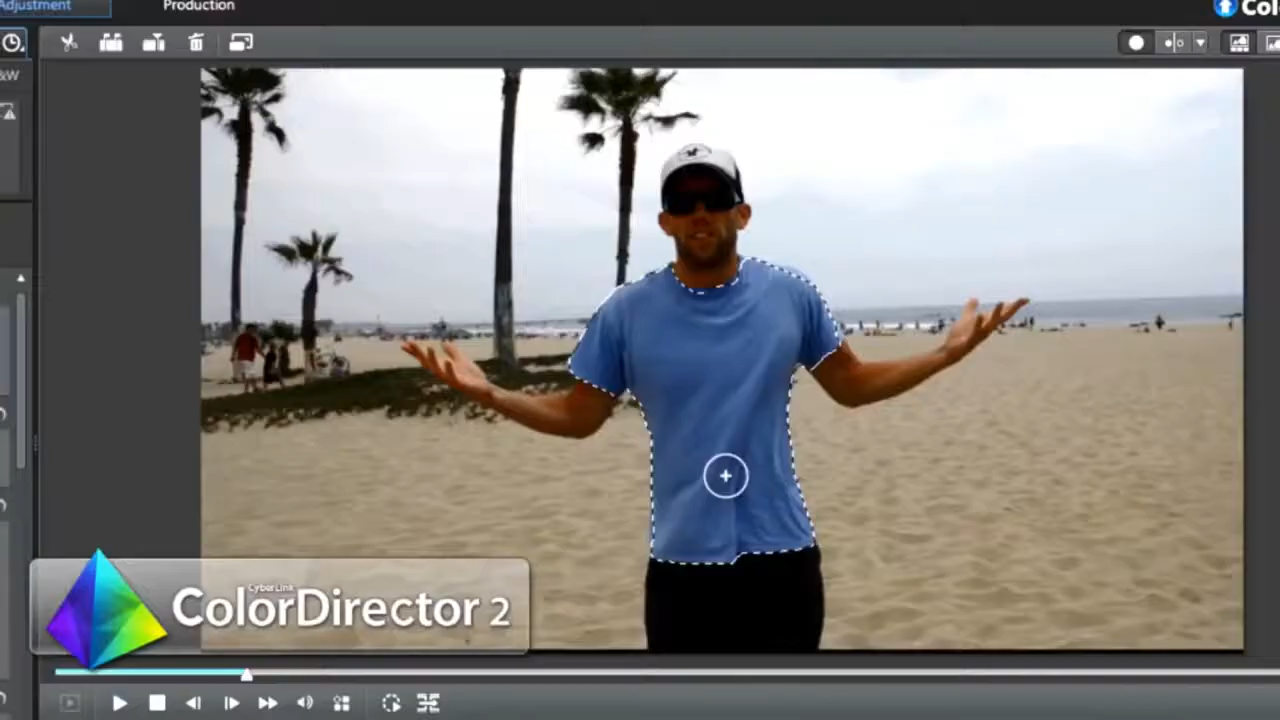 Adjustment
Production
Col
&W
CyberLink
ColorDirector 2